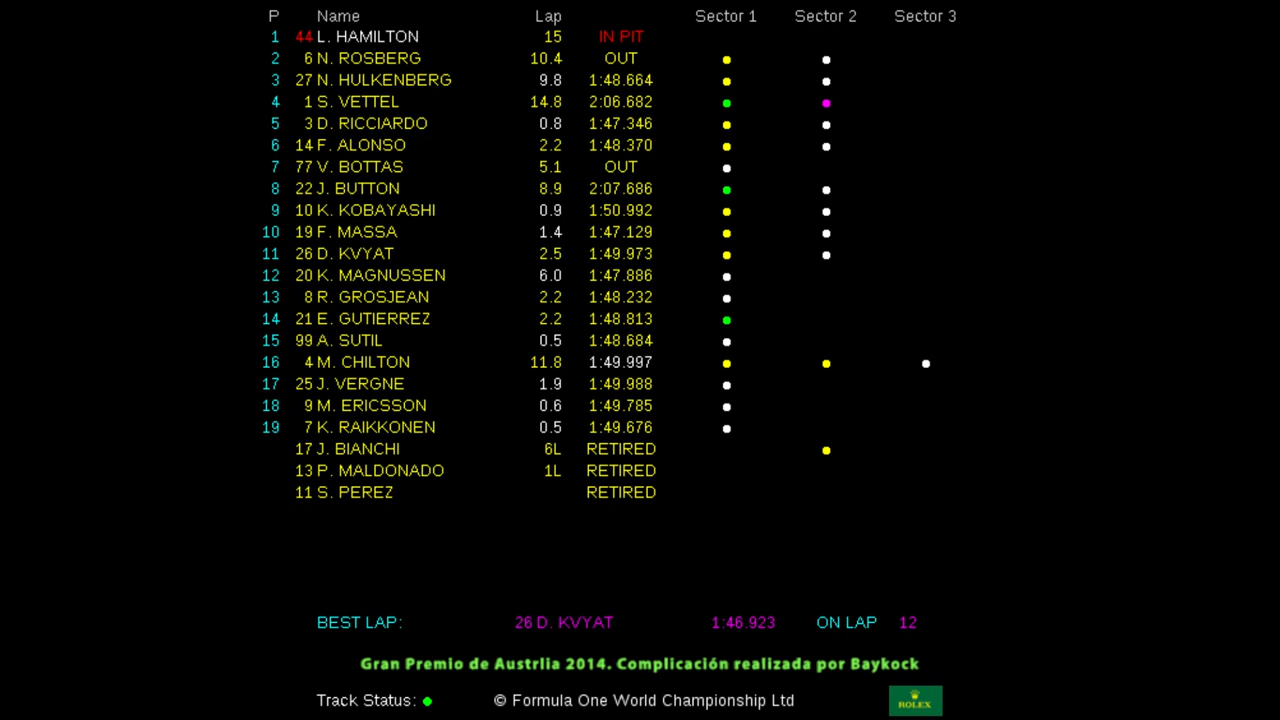 P Name Lap Sector 1 Sector 2 Sector 3
1 44 L. HAMILTON 15 IN PIT
2 6 N. ROSBERG 10.4 OUT
3 27 N. HULKENBERG 9.8 1:48.664
4 1 S. VETTEL 14.8 2:06.682
5 3 D. RICCIARDO 0.8 1:47.346
6 14 F. ALONSO 2.2 1:48.370
7 77 V. BOTTAS 5.1 OUT
8 22 J. BUTTON 8.9 2:07.686
9 10 K. KOBAYASHI 0.9 1:50.992
10 19 F. MASSA 1.4 1:47.129
11 26 D. KVYAT 2.5 1:49.973
12 20 K. MAGNUSSEN 6.0 1:47.886
13 8 R. GROSJEAN 2.2 1:48.232
14 21 E. GUTIERREZ 2.2 1:48.813
15 99 A. SUTIL 0.5 1:48.684
16 4 M. CHILTON 11.8 1:49.997
17 25 J. VERGNE 1.9 1:49.988
18 9 M. ERICSSON 0.6 1:49.785
19 7 K. RAIKKONEN 0.5 1:49.676
17 J. BIANCHI 6L RETIRED
13 P. MALDONADO 1L RETIRED
11 S. PEREZ RETIRED
BEST LAP: 26 D. KVYAT 1:46.923 ON LAP 12
Gran Premio de Austrlia 2014. Complicación realizada por Baykock
Track Status: © Formula One World Championship Ltd ROLEX